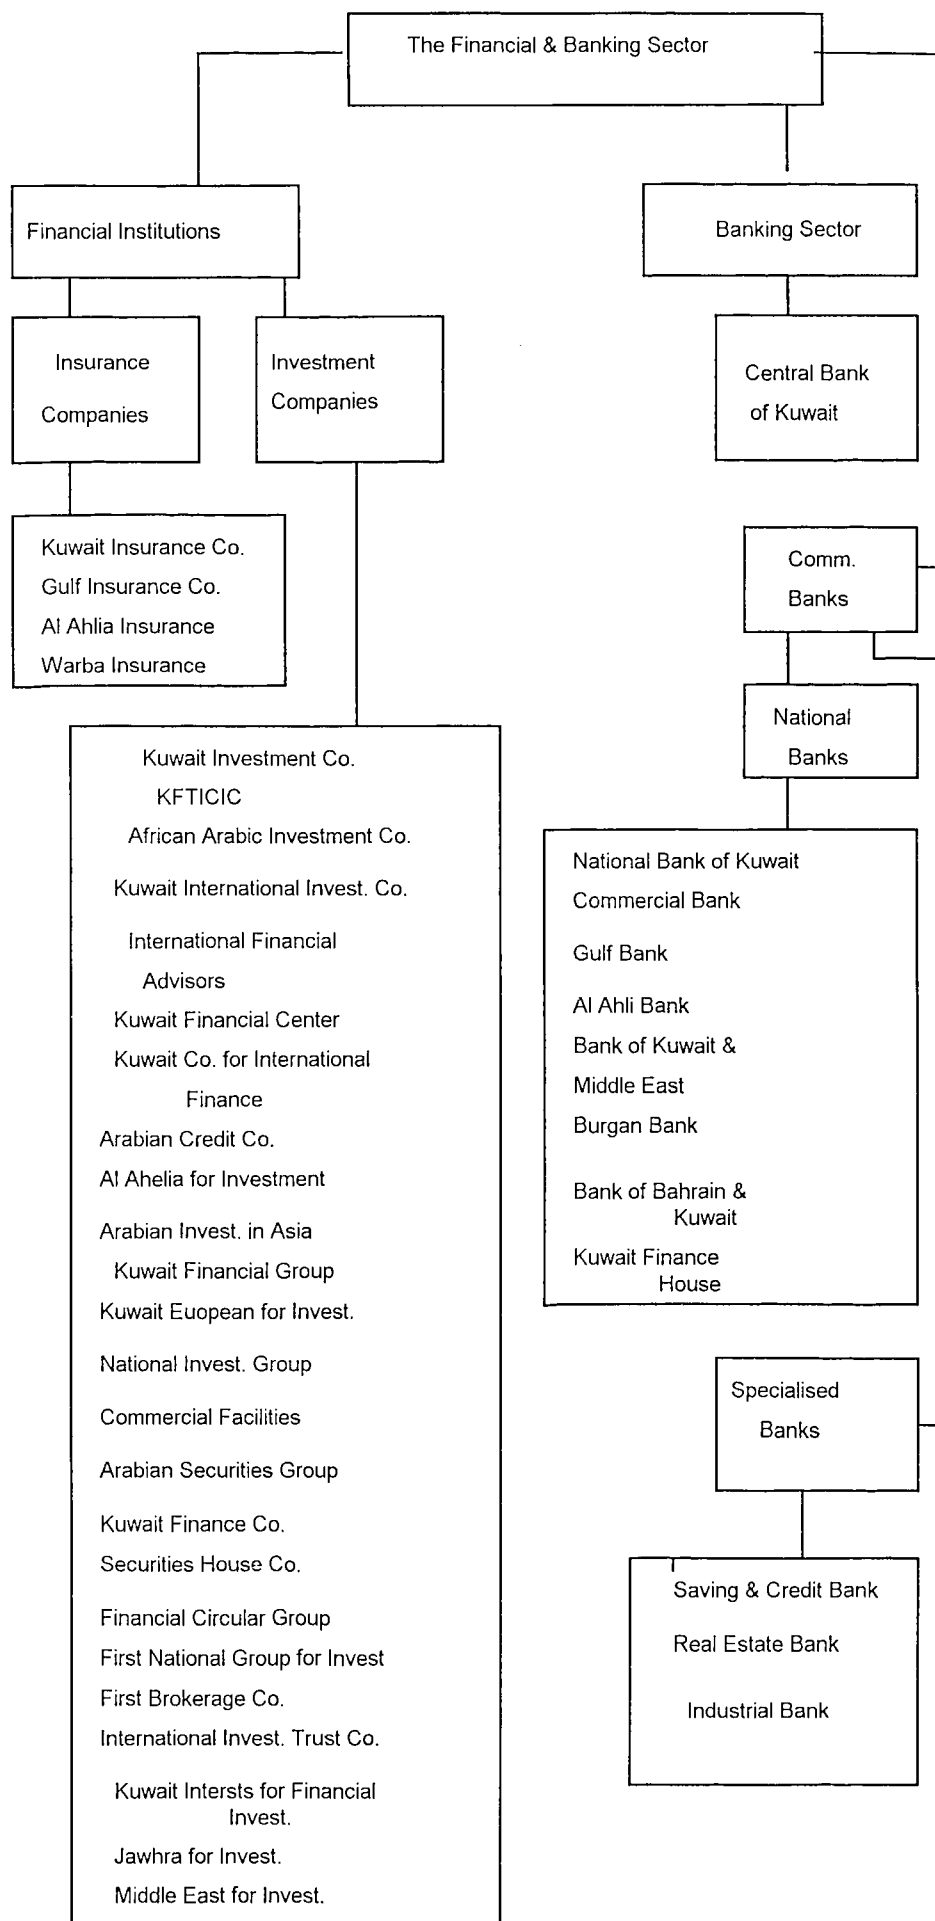 The Financial & Banking Sector
Financial Institutions
Banking Sector
Insurance
Companies
Investment
Companies
Central Bank
of Kuwait
Kuwait Insurance Co.
Gulf Insurance Co.
Al Ahlia Insurance
Warba Insurance
Comm.
Banks
National
Banks
Kuwait Investment Co.
KFTICIC
African Arabic Investment Co.
Kuwait International Invest. Co.
International Financial
Advisors
Kuwait Financial Center
Kuwait Co. for International
Finance
Arabian Credit Co.
Al Ahelia for Investment
Arabian Invest. in Asia
Kuwait Financial Group
Kuwait Euopean for Invest.
National Invest. Group
Commercial Facilities
Arabian Securities Group
Kuwait Finance Co.
Securities House Co.
Financial Circular Group
First National Group for Invest
First Brokerage Co.
International Invest. Trust Co.
Kuwait Intersts for Financial
Invest.
Jawhra for Invest.
Middle East for Invest.
National Bank of Kuwait
Commercial Bank
Gulf Bank
Al Ahli Bank
Bank of Kuwait &
Middle East
Burgan Bank
Bank of Bahrain &
Kuwait
Kuwait Finance
House
Specialised
Banks
Saving & Credit Bank
Real Estate Bank
Industrial Bank